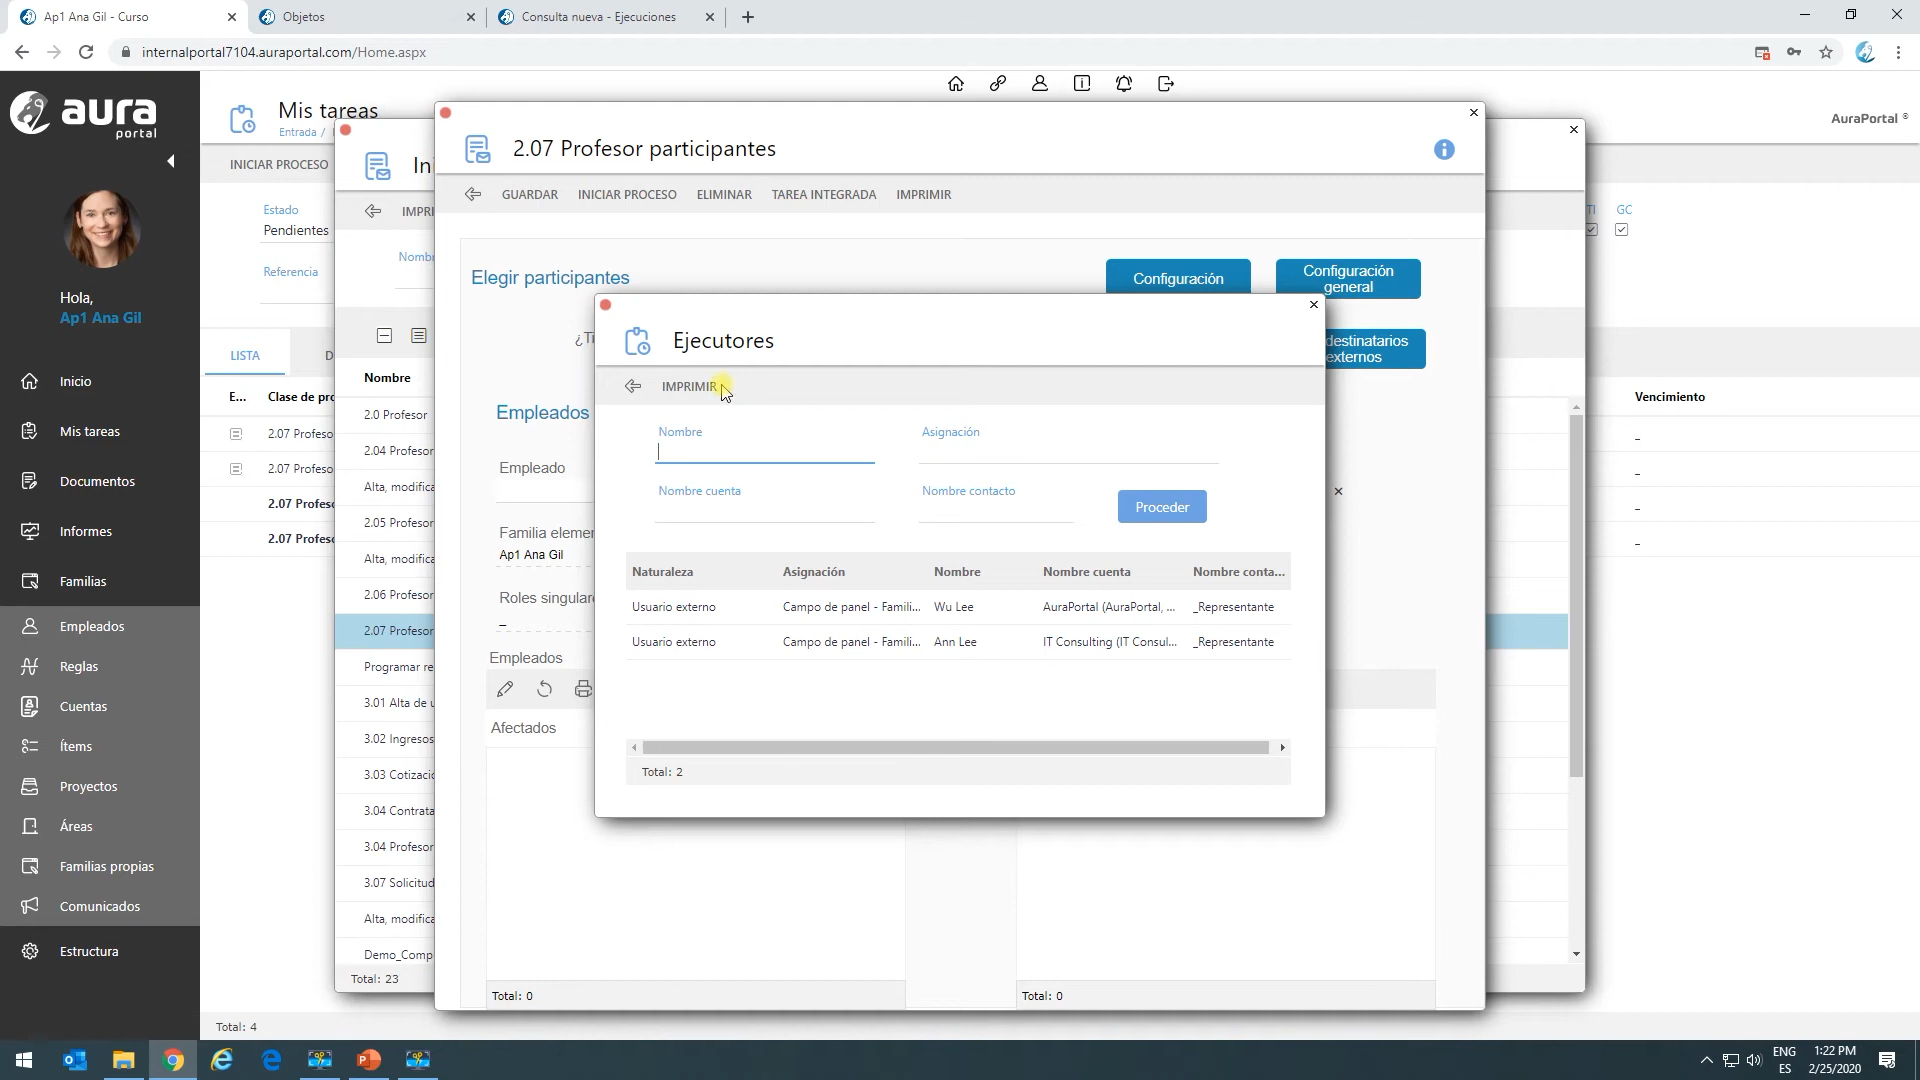 Ap1 Ana Gil - Curso
Objetos
Consulta nueva - Ejecuciones
internalportal7104.auraportal.com/Home.aspx
aura
portal
Hola,
Ap1 Ana Gil
Inicio
Mis tareas
Documentos
Informes
Familias
Empleados
Reglas
Cuentas
Ítems
Proyectos
Áreas
Familias propias
Comunicados
Estructura
Mis tareas
Entrada /
AuraPortal ®
INICIAR PROCESO
Estado
Pendientes
Referencia
TI
GC
LISTA
E...
Clase de pro
Vencimiento
2.07 Profeso
–
2.07 Profeso
–
2.07 Profeso
–
2.07 Profeso
–
Total: 4
IMPRI
Nombr
Nombre
2.0 Profesor
2.04 Profesor
Alta, modifica
2.05 Profesor
Alta, modifica
2.06 Profesor
2.07 Profesor
Programar re
3.01 Alta de u
3.02 Ingresos
3.03 Cotizaci
3.04 Contrata
3.04 Profesor
3.07 Solicitud
Alta, modifica
Demo_Comp
Total: 23
2.07 Profesor participantes
GUARDAR
INICIAR PROCESO
ELIMINAR
TAREA INTEGRADA
IMPRIMIR
Elegir participantes
Configuración
Configuración
general
destinatarios
externos
Empleados
Empleado
Familia elemen
Ap1 Ana Gil
Roles singulare
–
Empleados
Afectados
Total: 0
Total: 0
Ejecutores
IMPRIMIR
Nombre
Asignación
Nombre cuenta
Nombre contacto
Proceder
Naturaleza
Asignación
Nombre
Nombre cuenta
Nombre conta...
Usuario externo
Campo de panel - Famili...
Wu Lee
AuraPortal (AuraPortal, ...
_Representante
Usuario externo
Campo de panel - Famili...
Ann Lee
IT Consulting (IT Consul...
_Representante
Total: 2
ENG
ES
1:22 PM
2/25/2020